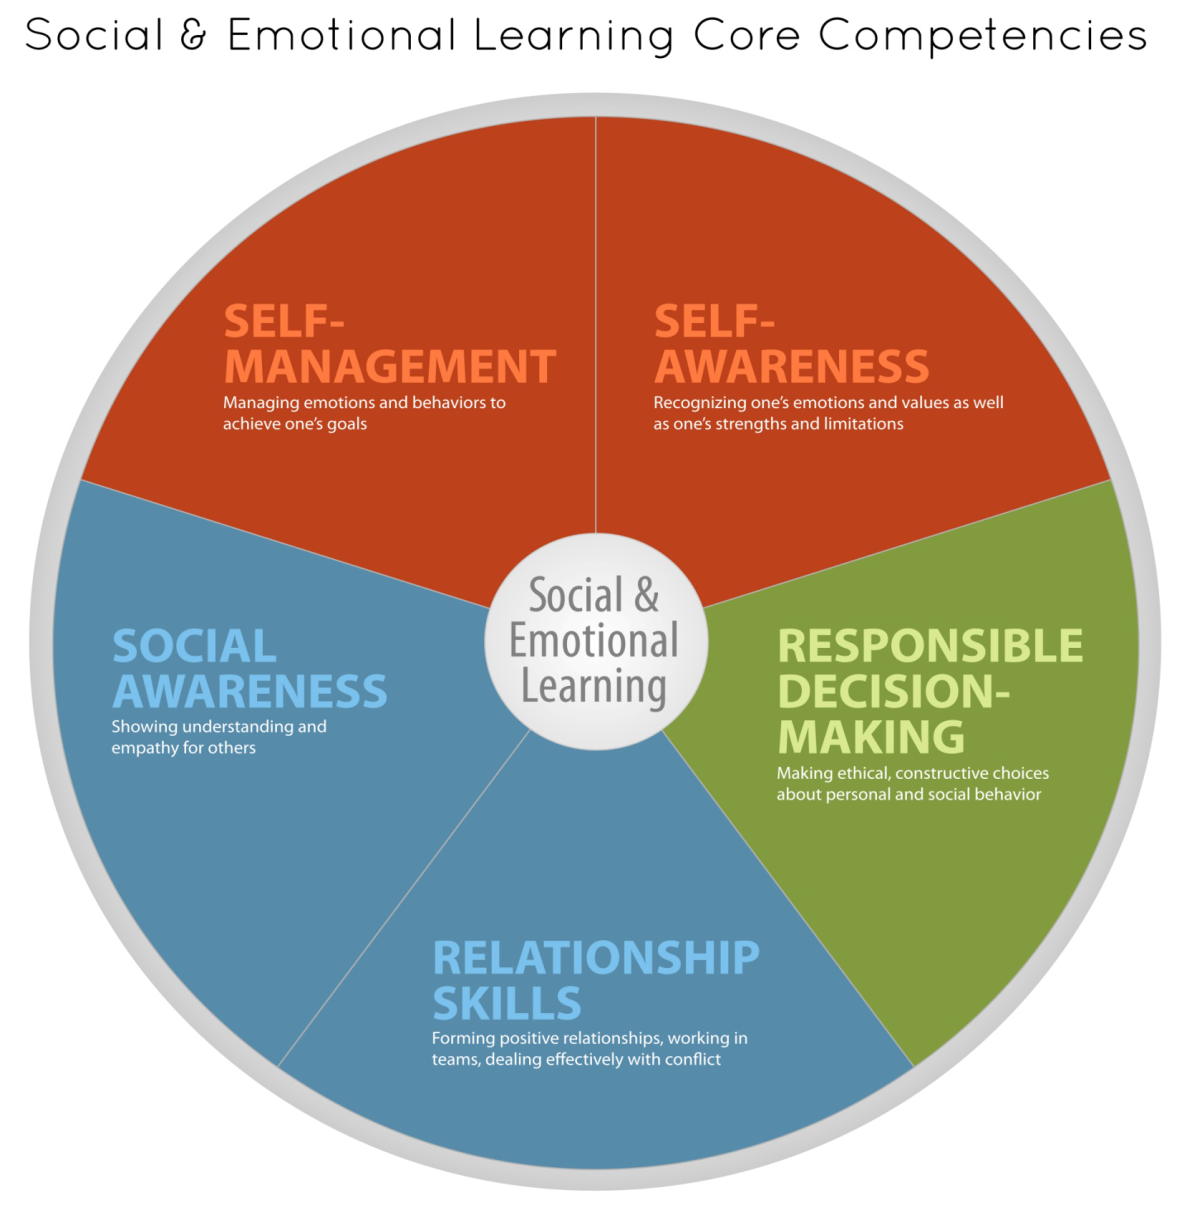 Social & Emotional Learning Core Competencies
SELF-
MANAGEMENT
Managing emotions and behaviors to
achieve one’s goals
SELF-
AWARENESS
Recognizing one’s emotions and values as well
as one’s strengths and limitations
SOCIAL
AWARENESS
Showing understanding and
empathy for others
Social &
Emotional
Learning
RESPONSIBLE
DECISION-
MAKING
Making ethical, constructive choices
about personal and social behavior
RELATIONSHIP
SKILLS
Forming positive relationships, working in
teams, dealing effectively with conflict